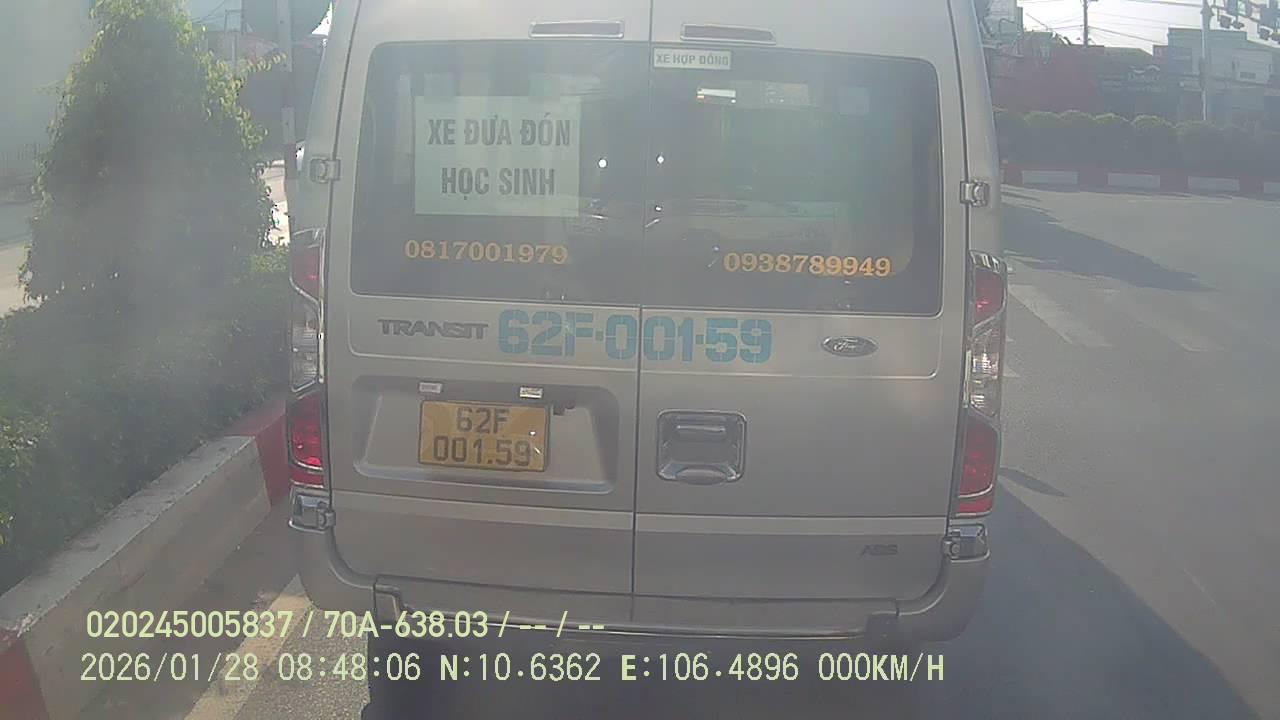 XE HỢP ĐỒNG
XE ĐƯA ĐÓN
HỌC SINH
0817001979
0938789949
TRANSIT 62F-001.59 Ford
62F
001.59
ABS
020245005837 / 70A-638.03 / -- / --
2026/01/28 08:48:06 N:10.6362 E:106.4896 000KM/H